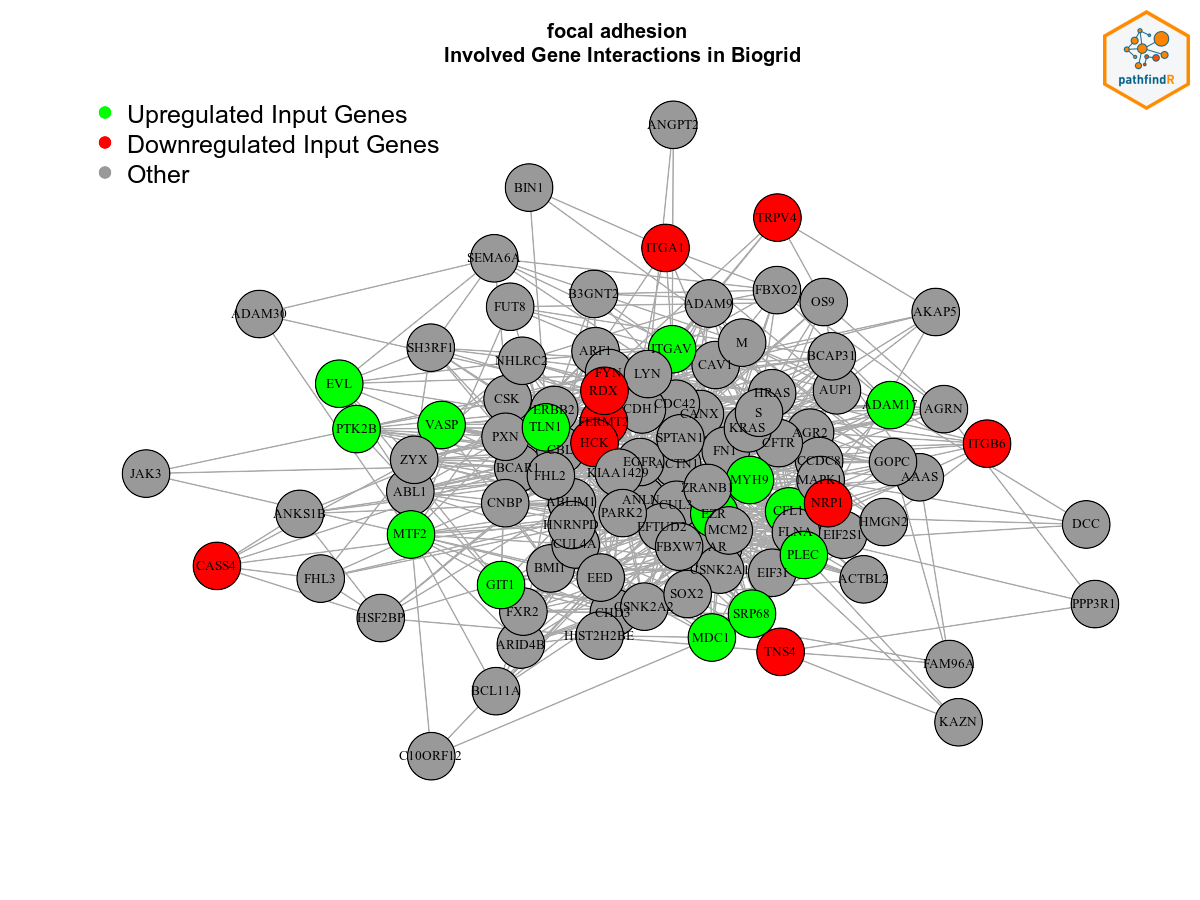 focal adhesion
Involved Gene Interactions in Biogrid
pathfindR
Upregulated Input Genes
Downregulated Input Genes
Other
ANGPT2
BIN1
TRPV4
ITGA1
SEMA6A
FBXO2
B3GNT2
OS9
ADAM9
FUT8
AKAP5
ADAM30
M
SH3RF1
ITGAV
ARF1
BCAP31
NHLRC2
CAV1
FYN
LYN
EVL
AUP1
RDX
HRAS
CSK
CDC42
ADAM17
ERBB2
CDH1
AGRN
S
CANX
FERMT2
VASP
TLN1
PTK2B
KRAS
AGR2
PXN
SPTAN1
HCK
CFTR
ITGB6
CBL
FN1
ZYX
CCDC8
GOPC
EGFR
ACTN1
BCAR1
JAK3
KIAA1429
FHL2
AAAS
MYH9
MAPK1
ZRANB1
ABL1
ANLN
ABLIM1
CNBP
NRP1
CUL3
CFL1
PARK2
EZR
ANKS1B
HMGN2
DCC
HNRNPD
EFTUD2
MCM2
FLNA
MTF2
EIF2S1
CUL4A
FBXW7
AR
PLEC
CASS4
BMI1
CSNK2A1
EIF3F
EED
FHL3
ACTBL2
GIT1
SOX2
PPP3R1
CSNK2A2
FXR2
CHD3
SRP68
HSF2BP
HIST2H2BE
MDC1
ARID4B
TNS4
FAM96A
BCL11A
KAZN
C10ORF12